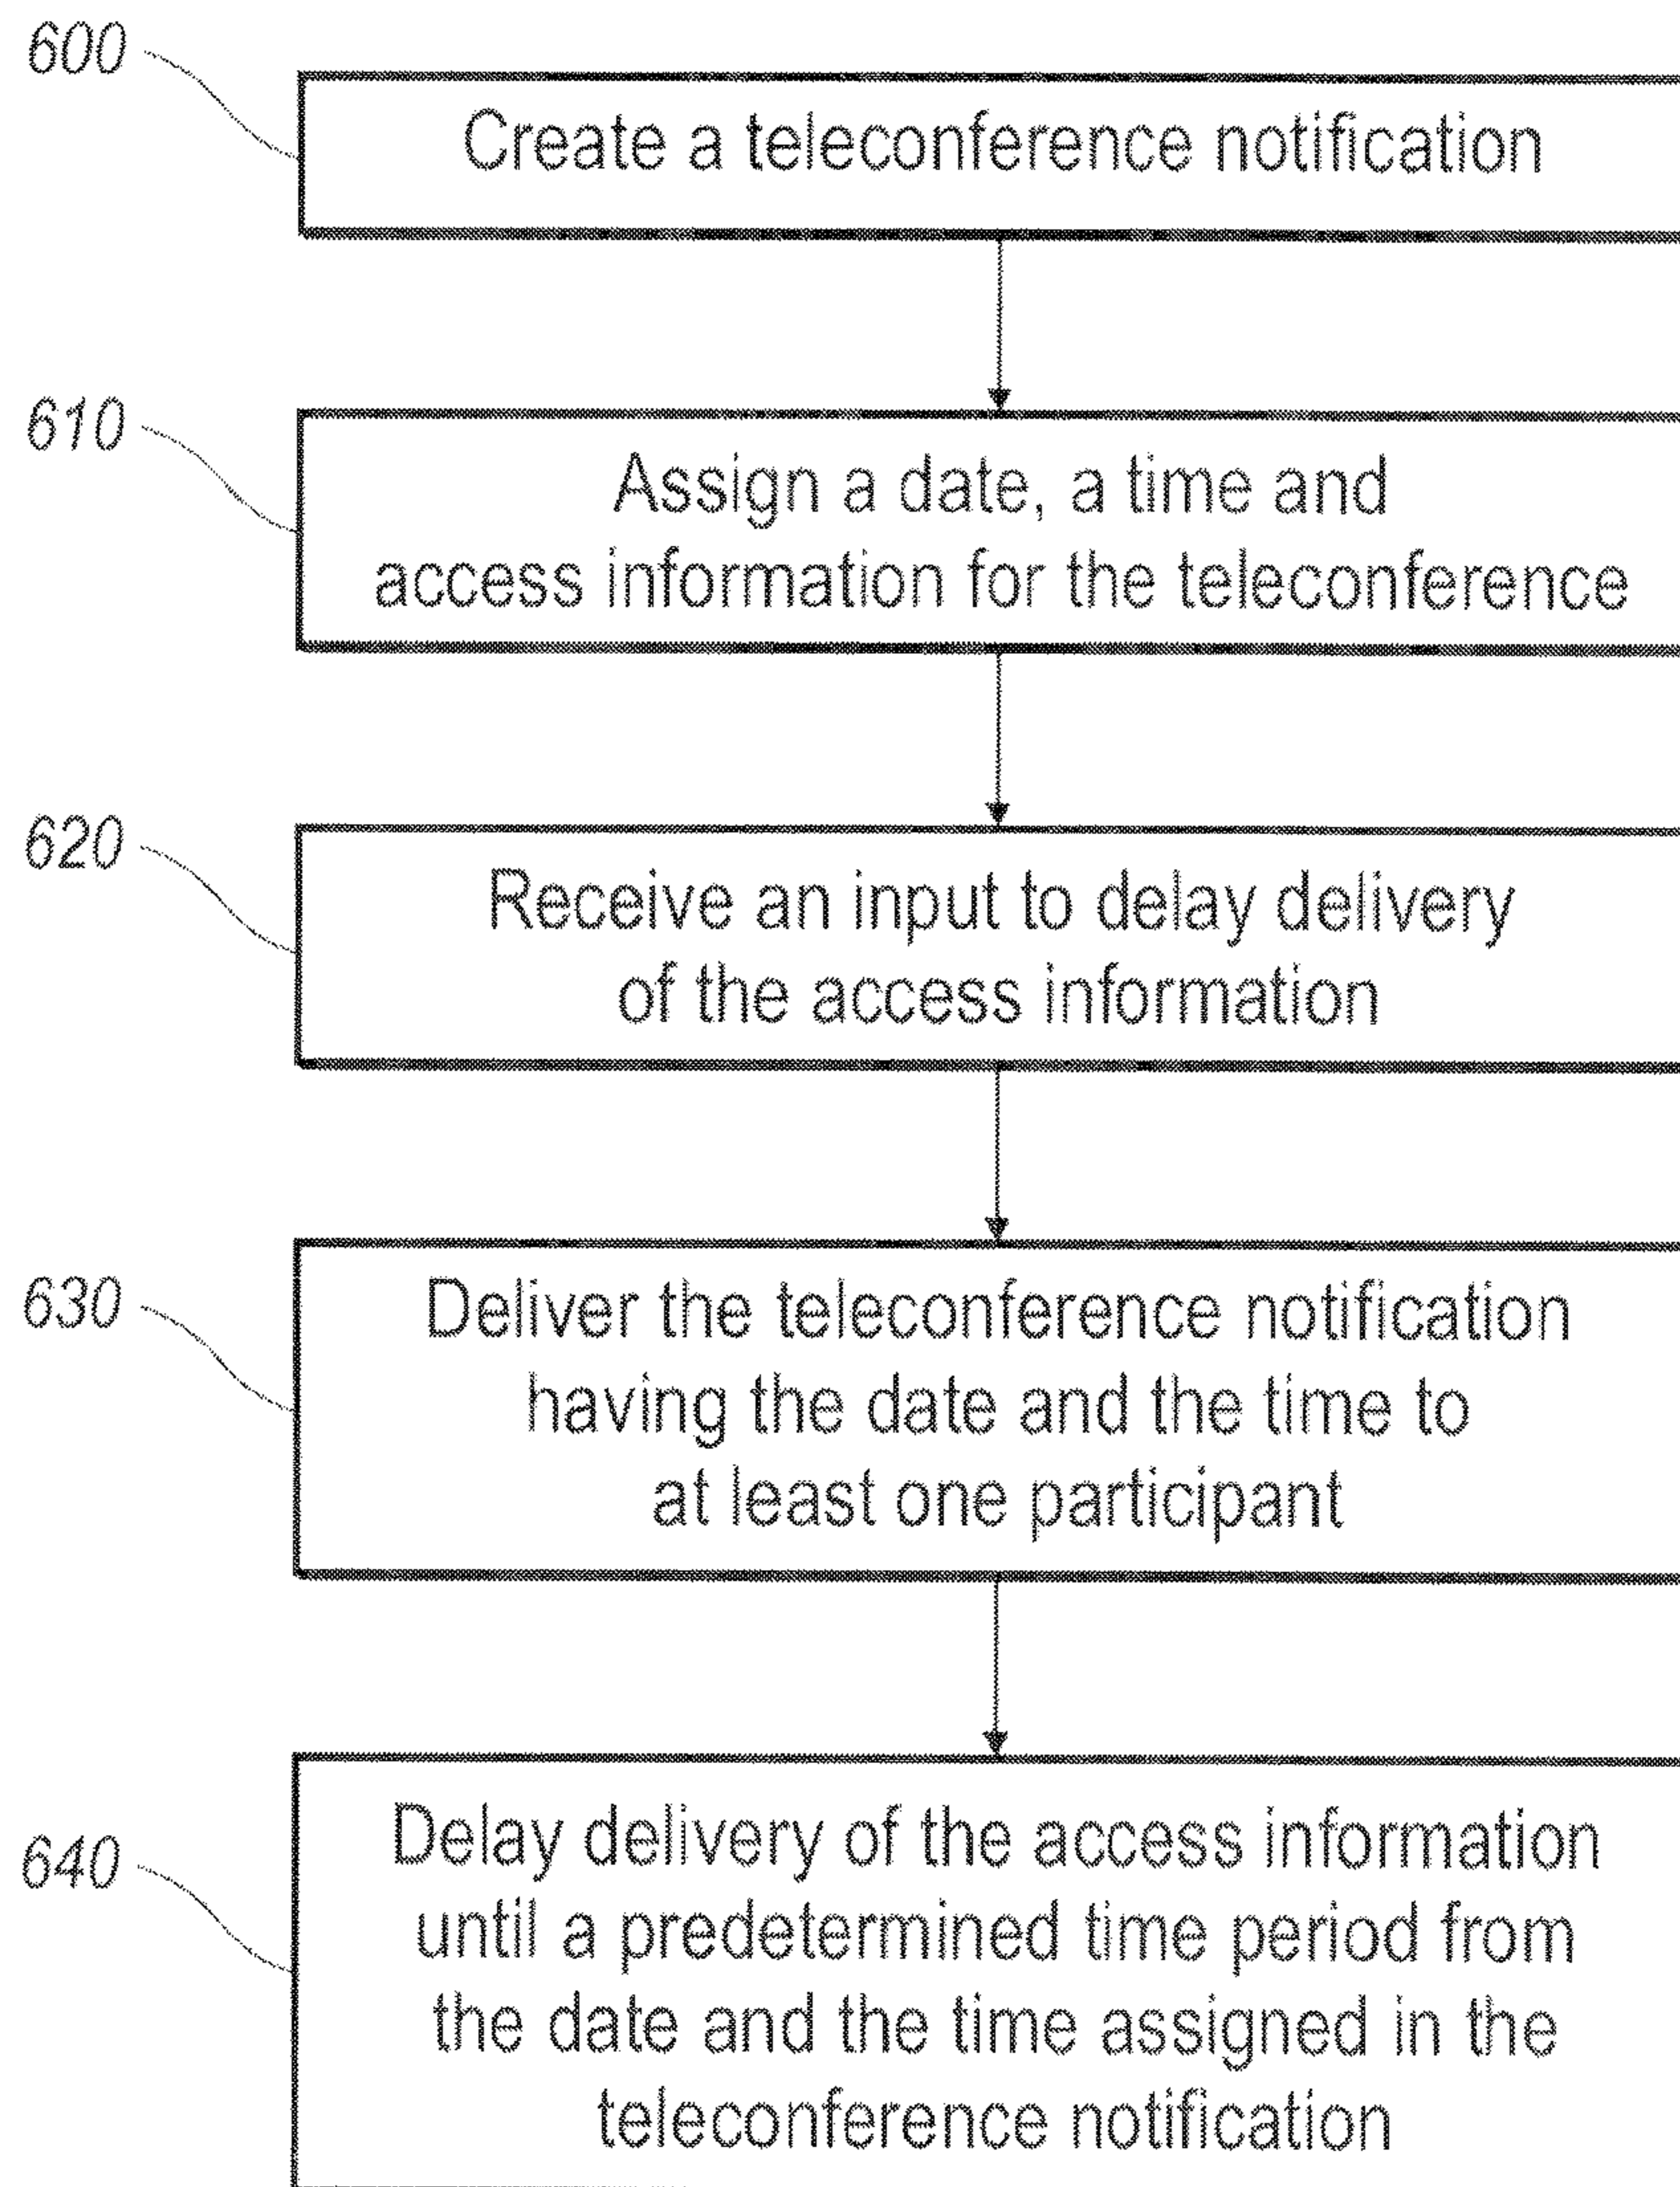 600
Create a teleconference notification
610
Assign a date, a time and
access information for the teleconference
620
Receive an input to delay delivery
of the access information
630
Deliver the teleconference notification
having the date and the time to
at least one participant
640
Delay delivery of the access information
until a predetermined time period from
the date and the time assigned in the
teleconference notification